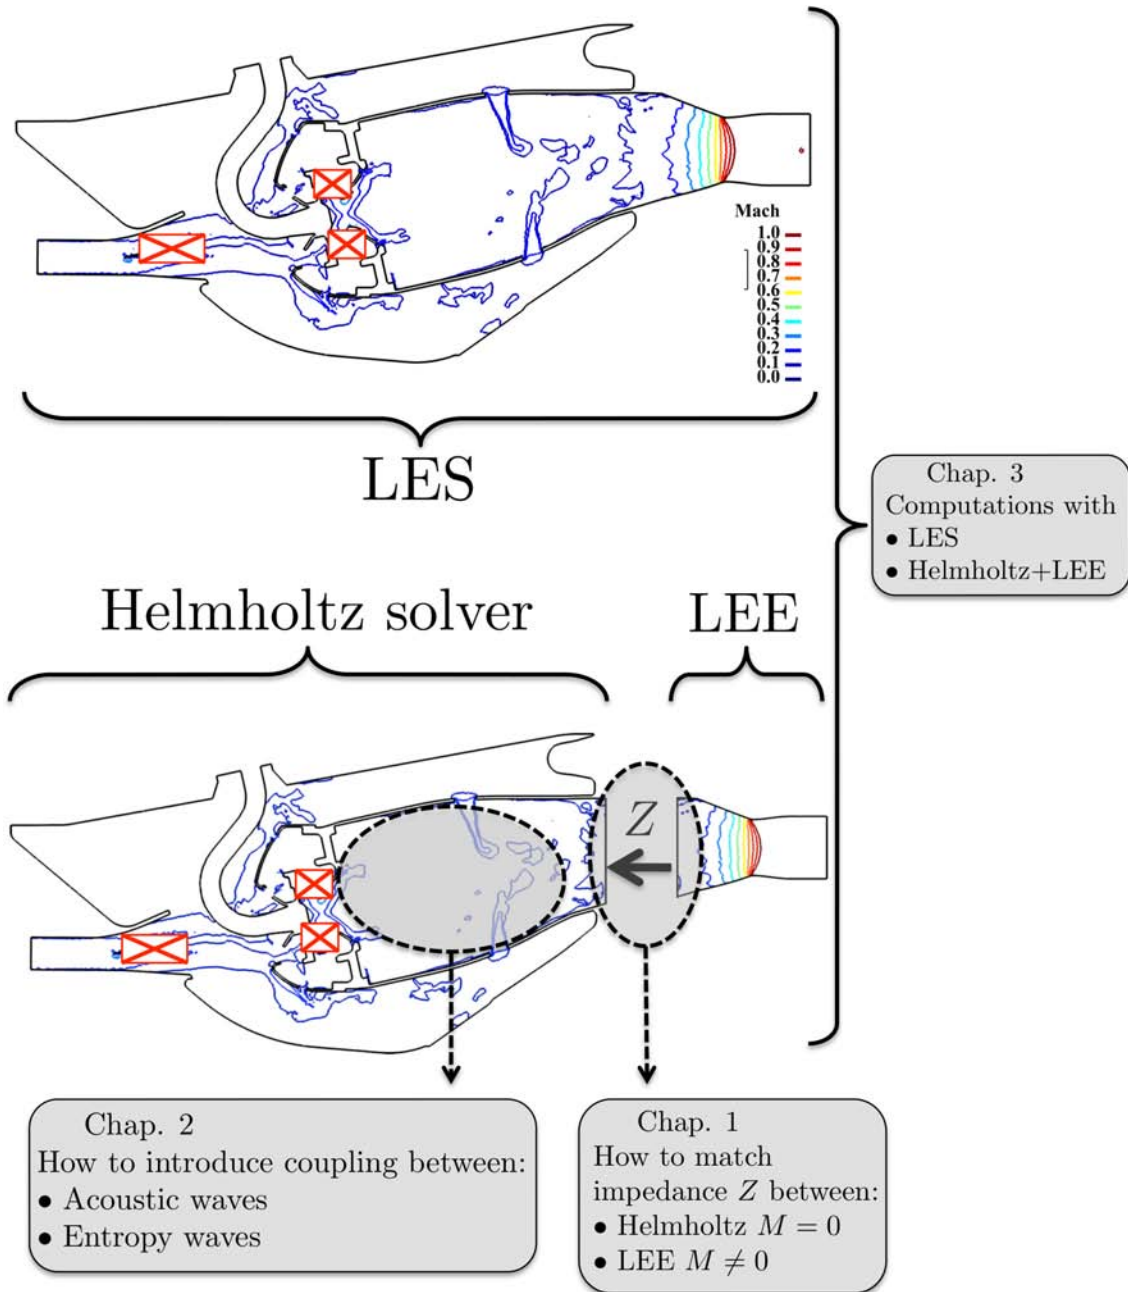 Mach
1.0
0.9
0.8
0.7
0.6
0.5
0.4
0.3
0.2
0.1
0.0
LES
Chap. 3
Computations with
• LES
• Helmholtz+LEE
Helmholtz solver
LEE
Z
Chap. 2
How to introduce coupling between:
• Acoustic waves
• Entropy waves
Chap. 1
How to match
impedance Z between:
• Helmholtz M = 0
• LEE M ≠ 0